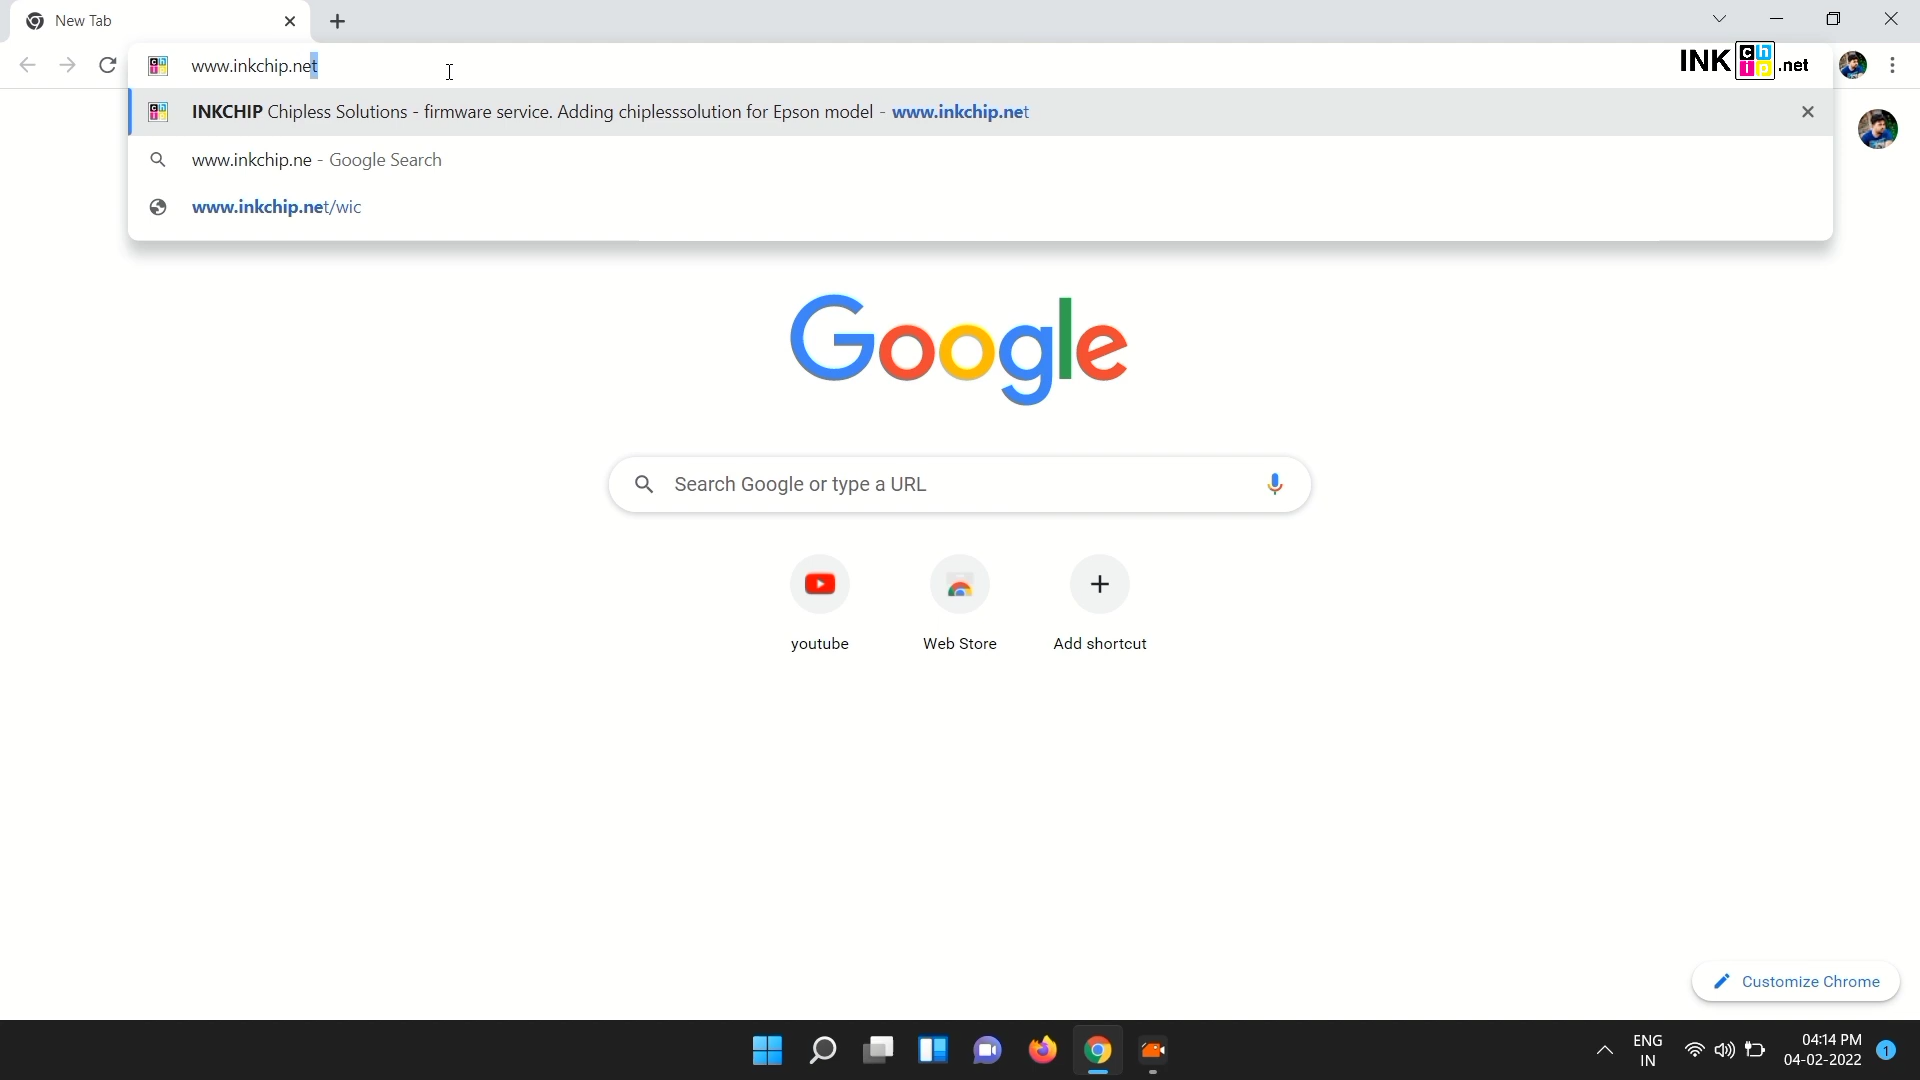 New Tab
www.inkchip.net
INK chip .net
INKCHIP Chipless Solutions - firmware service. Adding chiplesssolution for Epson model - www.inkchip.net
www.inkchip.ne - Google Search
www.inkchip.net/wic
Google
Search Google or type a URL
youtube
Web Store
Add shortcut
Customize Chrome
ENG
IN
04:14 PM
04-02-2022
1